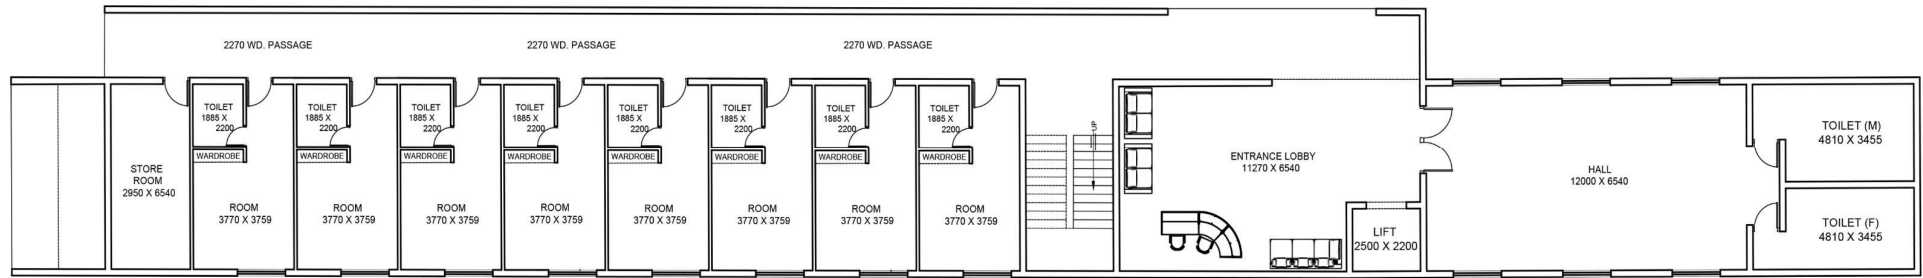 2270 WD. PASSAGE
2270 WD. PASSAGE
2270 WD. PASSAGE
STORE
ROOM
2950 X 6540
TOILET
1885 X
2200
WARDROBE
ROOM
3770 X 3759
TOILET
1885 X
2200
WARDROBE
ROOM
3770 X 3759
TOILET
1885 X
2200
WARDROBE
ROOM
3770 X 3759
TOILET
1885 X
2200
WARDROBE
ROOM
3770 X 3759
TOILET
1885 X
2200
WARDROBE
ROOM
3770 X 3759
TOILET
1885 X
2200
WARDROBE
ROOM
3770 X 3759
TOILET
1885 X
2200
WARDROBE
ROOM
3770 X 3759
TOILET
1885 X
2200
WARDROBE
ROOM
3770 X 3759
UP
ENTRANCE LOBBY
11270 X 6540
LIFT
2500 X 2200
HALL
12000 X 6540
TOILET (M)
4810 X 3455
TOILET (F)
4810 X 3455